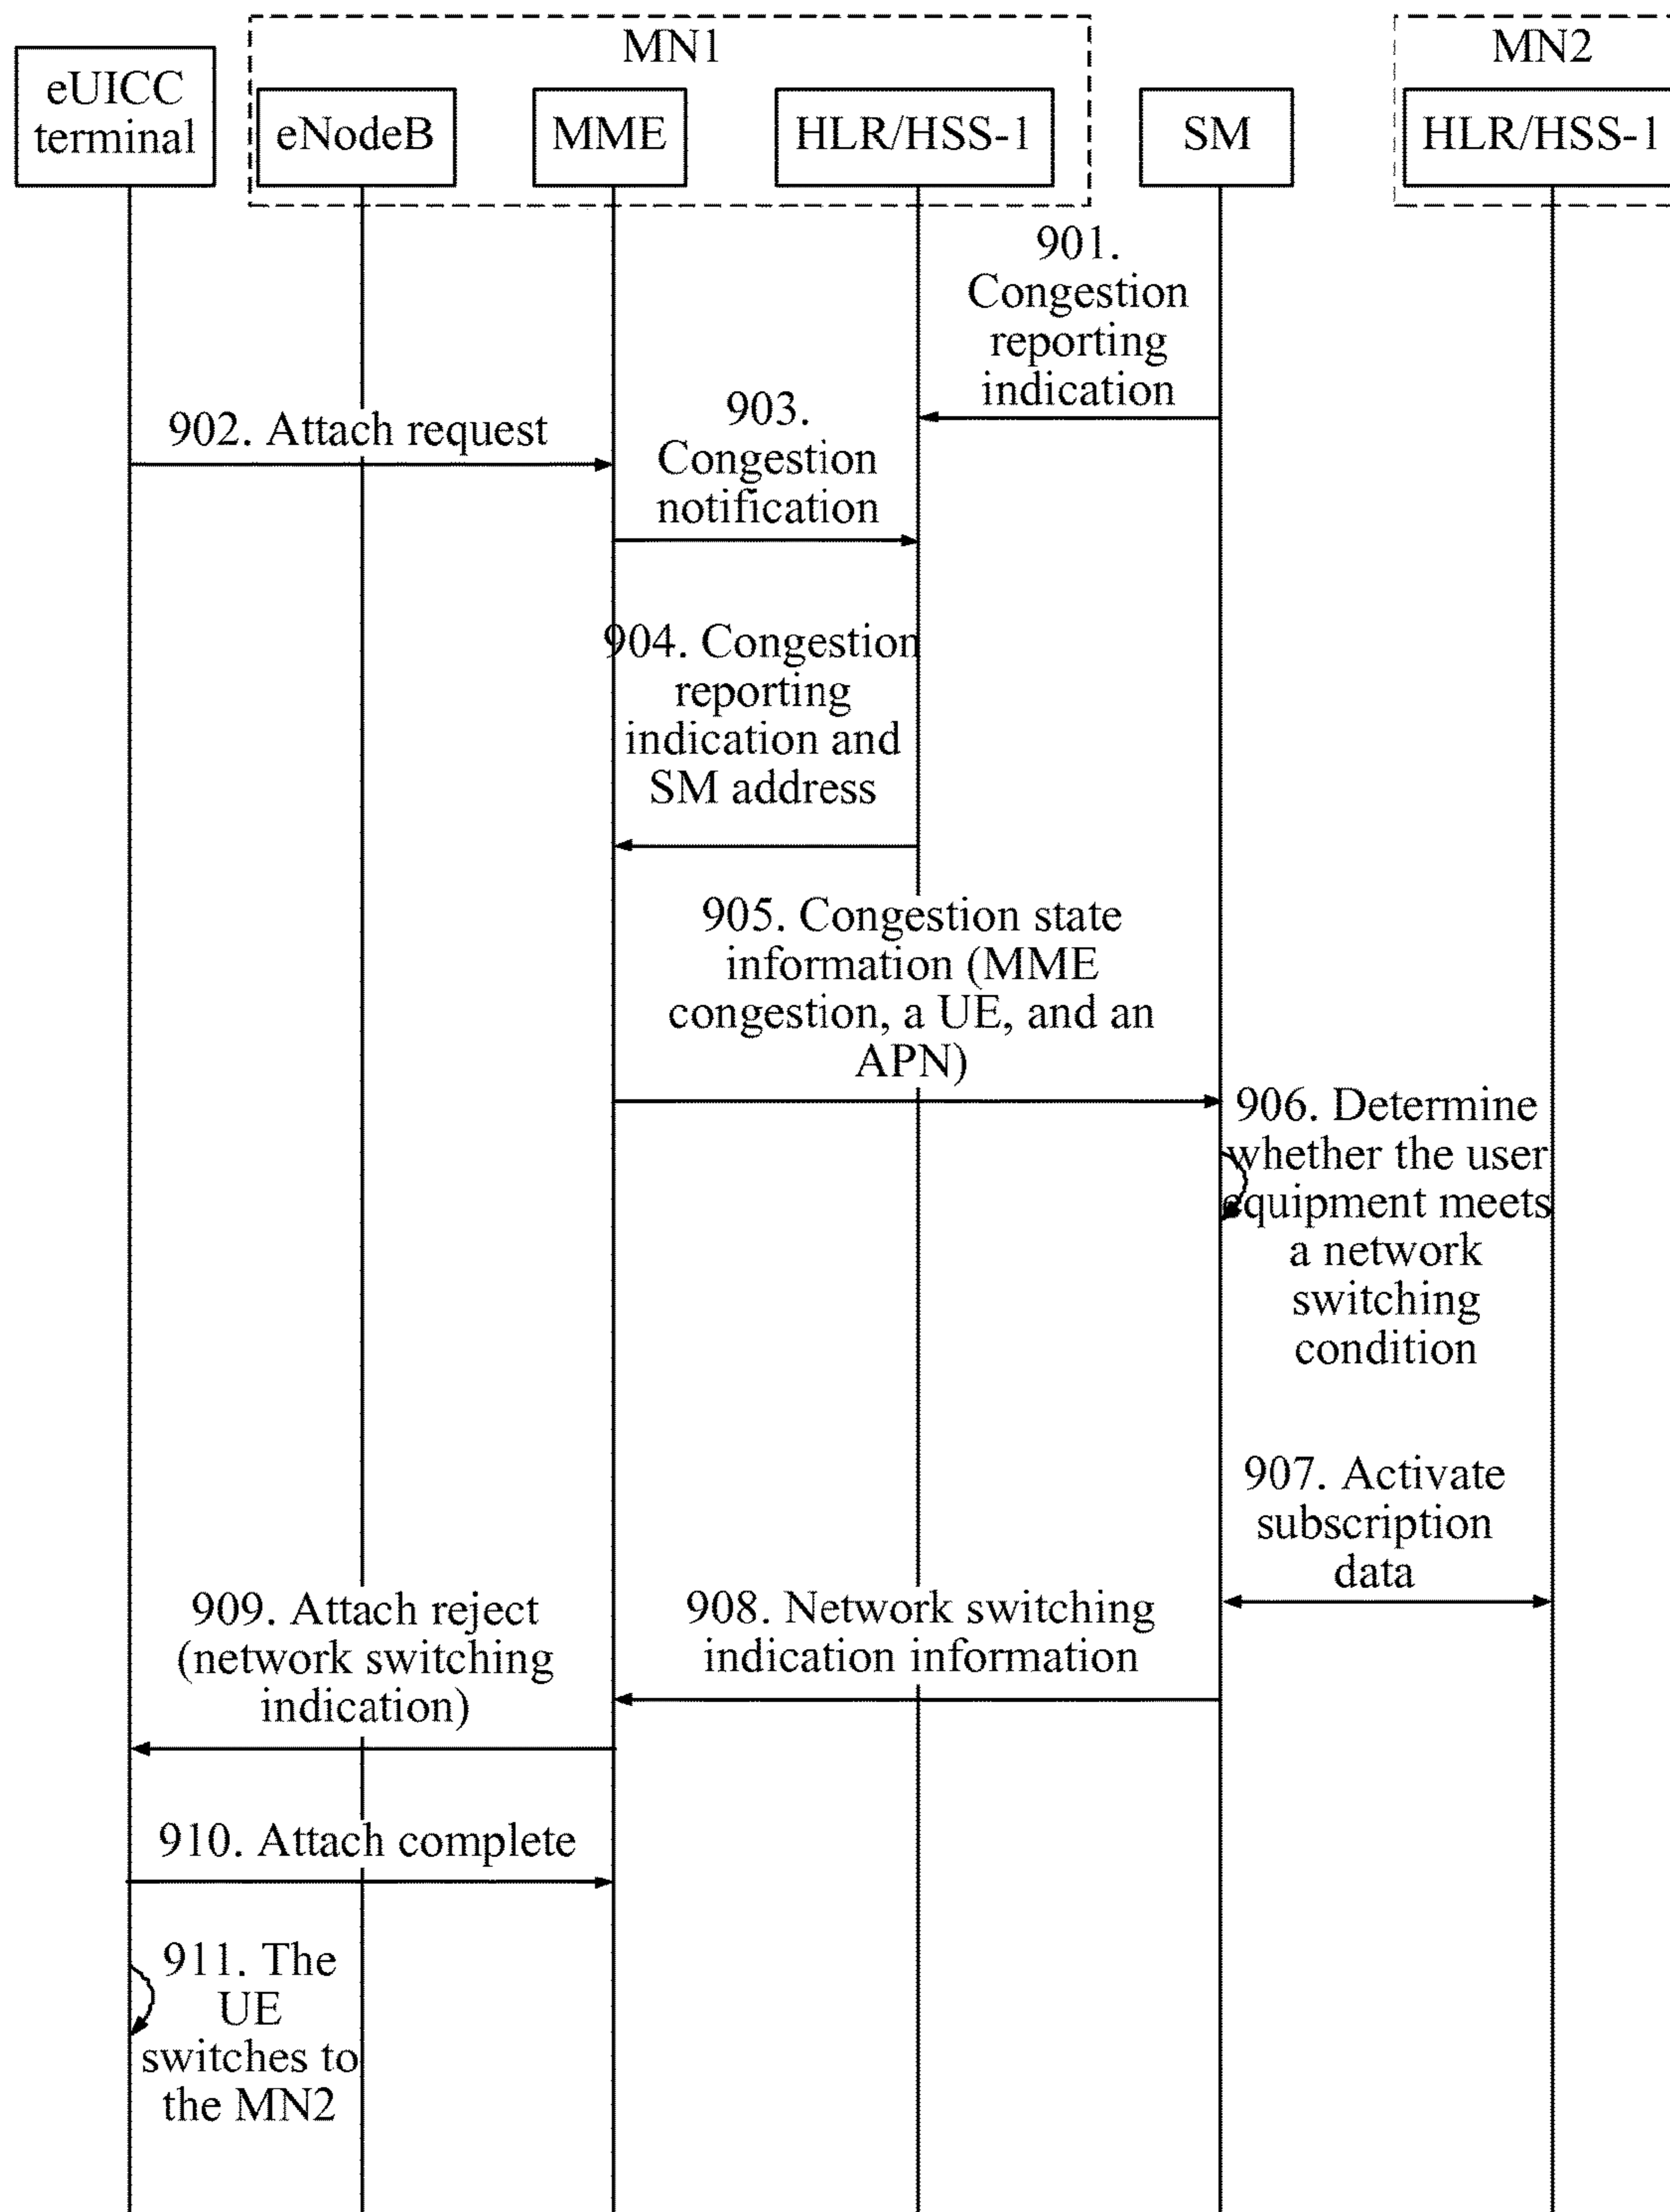 MN1
MN2
eUICC
terminal
eNodeB
MME
HLR/HSS-1
SM
HLR/HSS-1
901.
Congestion
reporting
indication
902. Attach request
903.
Congestion
notification
904. Congestion
reporting
indication and
SM address
905. Congestion state
information (MME
congestion, a UE, and an
APN)
906. Determine
whether the user
equipment meets
a network
switching
condition
907. Activate
subscription
data
908. Network switching
indication information
909. Attach reject
(network switching
indication)
910. Attach complete
911. The
UE
switches to
the MN2